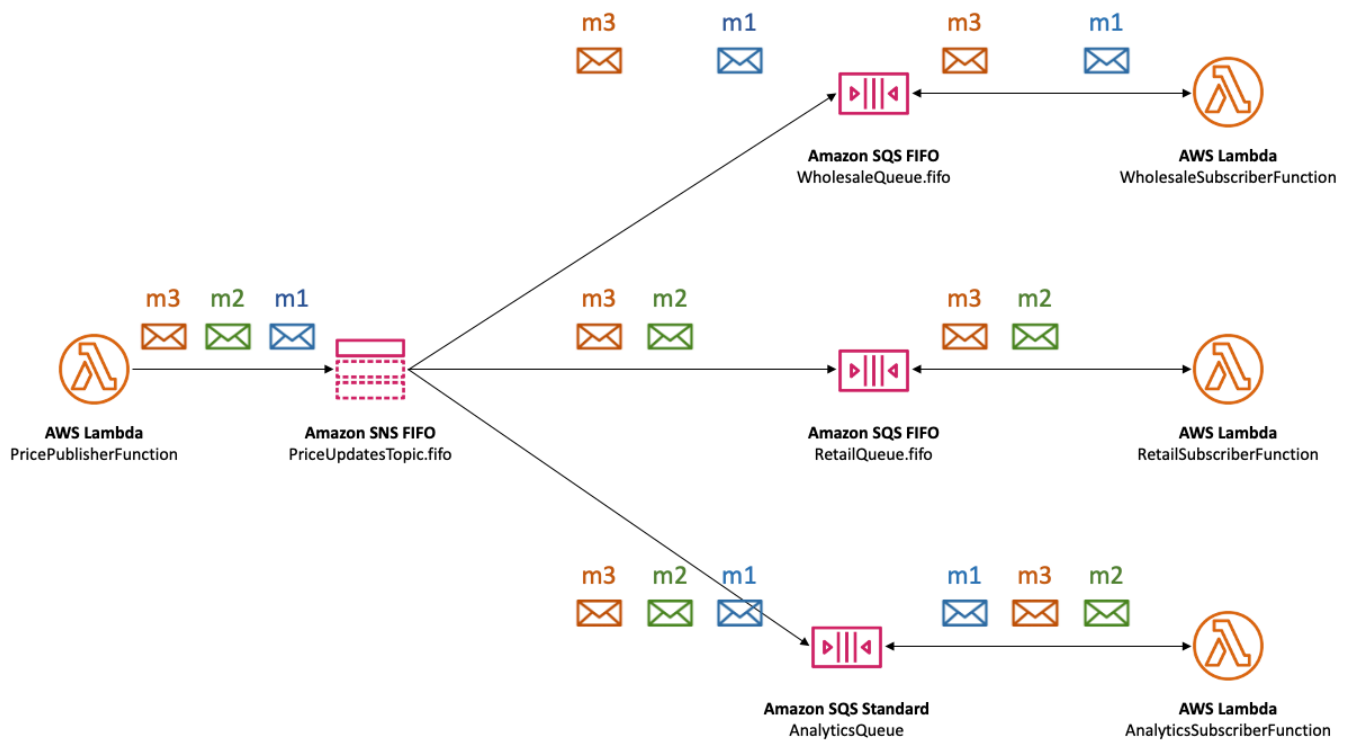 m3 m1 m3 m1
Amazon SQS FIFO
WholesaleQueue.fifo
AWS Lambda
WholesaleSubscriberFunction
m3 m2 m1
m3 m2
m3 m2
AWS Lambda
PricePublisherFunction
Amazon SNS FIFO
PriceUpdatesTopic.fifo
Amazon SQS FIFO
RetailQueue.fifo
AWS Lambda
RetailSubscriberFunction
m3 m2 m1
m1 m3 m2
Amazon SQS Standard
AnalyticsQueue
AWS Lambda
AnalyticsSubscriberFunction